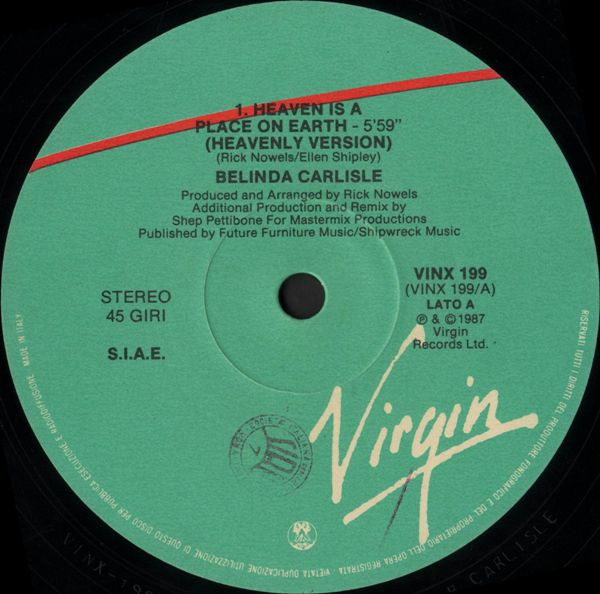 1. HEAVEN IS A
PLACE ON EARTH - 5'59"
(HEAVENLY VERSION)
(Rick Nowels/Ellen Shipley)
BELINDA CARLISLE
Produced and Arranged by Rick Nowels
Additional Production and Remix by
Shep Pettibone For Mastermix Productions
Published by Future Furniture Music/Shipwreck Music
STEREO
45 GIRI
S.I.A.E.
VINX 199
(VINX 199/A)
LATO A
℗ & © 1987
Virgin
Records Ltd.
Virgin
RISERVATI TUTTI I DIRITTI DEL PRODUTTORE FONOGRAFICO E DEL PROPRIETARIO DELL'OPERA REGISTRATA - VIETATA DUPLICAZIONE UTILIZZAZIONE DI QUESTO DISCO PER PUBBLICA ESECUZIONE E RADIODIFFUSIONE. MADE IN ITALY
CARLISLE